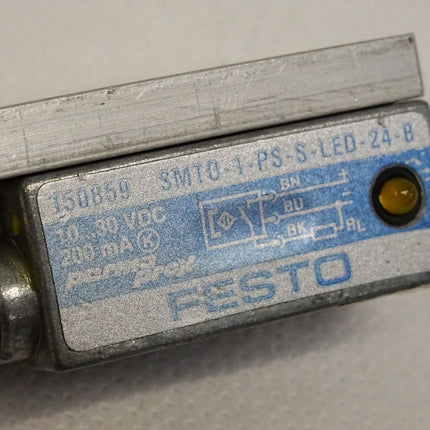 150859 SMTO-1-PS-S-LED-24-B
10...30 VDC
200 mA K
BN +
BU -
BK RL
FESTO